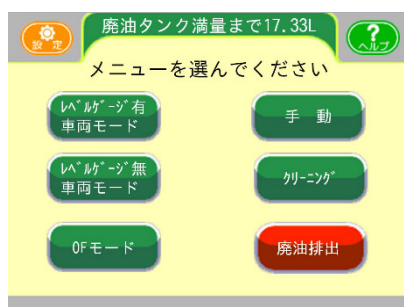 設定
廃油タンク満量まで17.33L
?
ヘルプ
メニューを選んでください
ﾚﾍﾞﾙｹﾞｰｼﾞ有
車両モード
手 動
ﾚﾍﾞﾙｹﾞｰｼﾞ無
車両モード
ｸﾘｰﾆﾝｸﾞ
OFモード
廃油排出